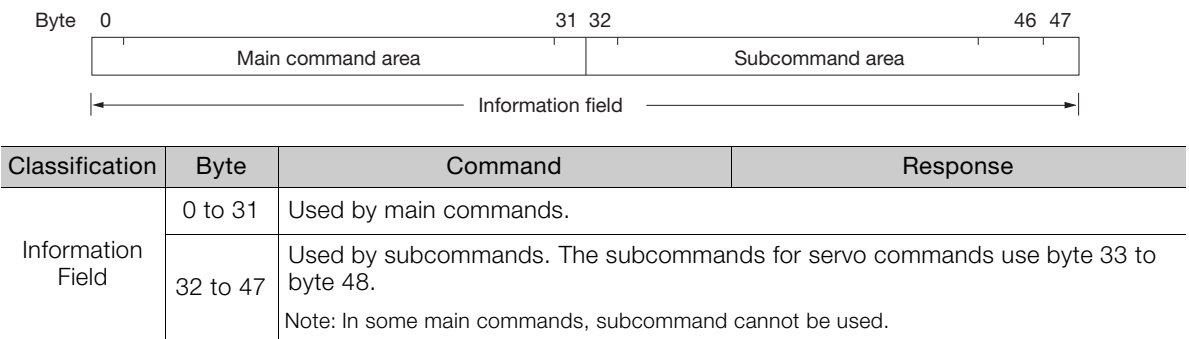 Byte 0 31 32 46 47
Main command area Subcommand area
Information field
Classification Byte Command Response
Information Field
0 to 31 Used by main commands.
32 to 47 Used by subcommands. The subcommands for servo commands use byte 33 to
byte 48.
Note: In some main commands, subcommand cannot be used.